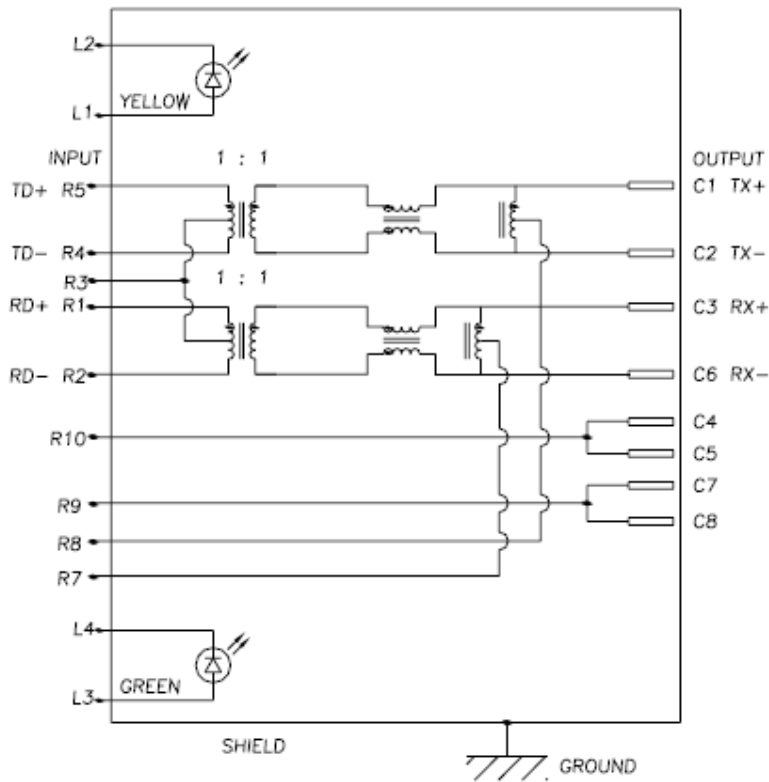 L2
L1 YELLOW
INPUT 1 : 1 OUTPUT
TD+ R5 C1 TX+
TD- R4 C2 TX-
R3 1 : 1
RD+ R1 C3 RX+
RD- R2 C6 RX-
C4
R10
C5
C7
R9
C8
R8
R7
L4
L3 GREEN
SHIELD
GROUND